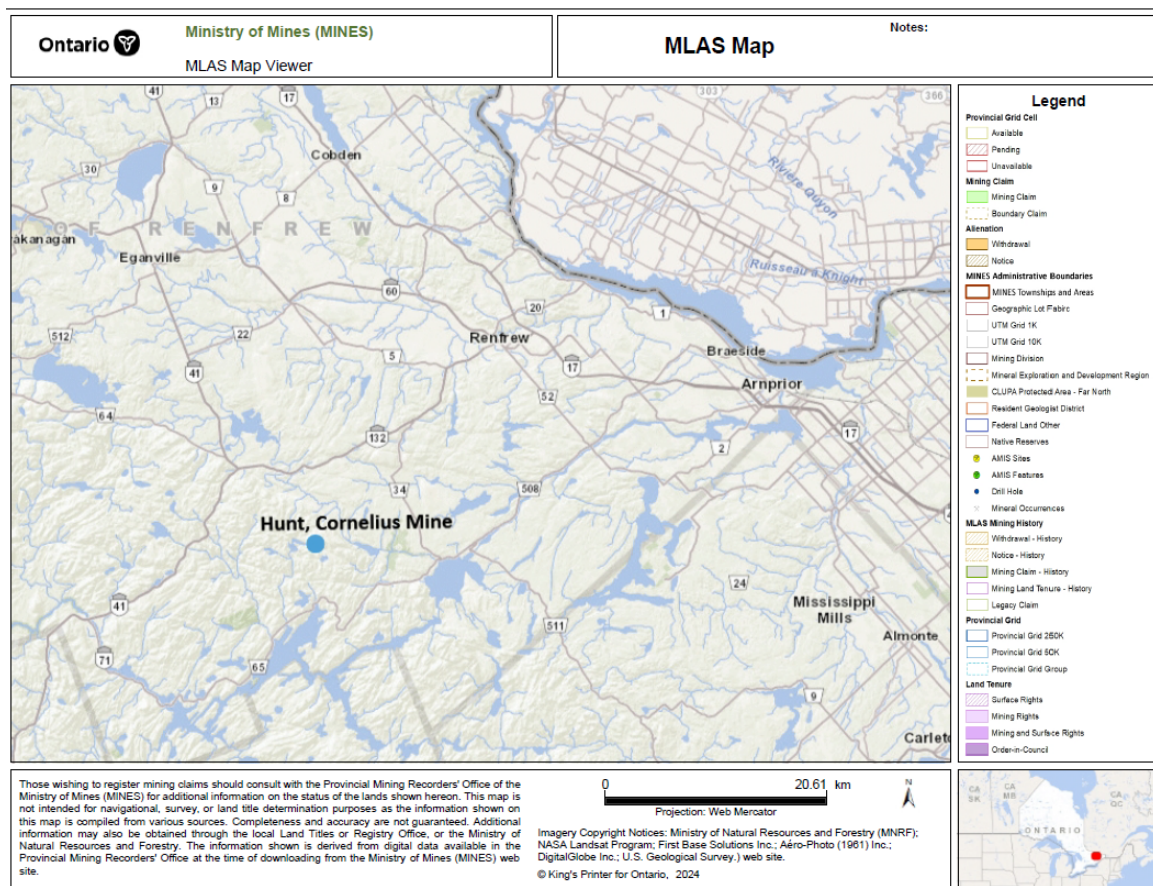 Ontario
Ministry of Mines (MINES)
MLAS Map Viewer
MLAS Map
Notes:
41
13
17
303
366
Cobden
30
9
8
Rivière Quyon
OF RENFREW
akanagan
Eganville
Ruisseau à Knight
60
20
1
22
512
Renfrew
5
Braeside
17
41
Arnprior
52
64
132
17
2
34
508
Hunt, Cornelius Mine
24
41
Mississippi
Mills
511
Almonte
71
65
9
Carlet
Legend
Provincial Grid Cell
Available
Pending
Unavailable
Mining Claim
Mining Claim
Boundary Claim
Alienation
Withdrawal
Notice
MINES Administrative Boundaries
MINES Townships and Areas
Geographic Lot Fabirc
UTM Grid 1K
UTM Grid 10K
Mining Division
Mineral Exploration and Development Region
CLUPA Protected Area - Far North
Resident Geologist District
Federal Land Other
Native Reserves
AMIS Sites
AMIS Features
Drill Hole
Mineral Occurrences
MLAS Mining History
Withdrawal - History
Notice - History
Mining Claim - History
Mining Land Tenure - History
Legacy Claim
Provincial Grid
Provincial Grid 250K
Provincial Grid 50K
Provincial Grid Group
Land Tenure
Surface Rights
Mining Rights
Mining and Surface Rights
Order-in-Council
Those wishing to register mining claims should consult with the Provincial Mining Recorders' Office of the
Ministry of Mines (MINES) for additional information on the status of the lands shown hereon. This map is
not intended for navigational, survey, or land title determination purposes as the information shown on
this map is compiled from various sources. Completeness and accuracy are not guaranteed. Additional
information may also be obtained through the local Land Titles or Registry Office, or the Ministry of
Natural Resources and Forestry. The information shown is derived from digital data available in the
Provincial Mining Recorders' Office at the time of downloading from the Ministry of Mines (MINES) web
site.
0 20.61 km
Projection: Web Mercator
N
Imagery Copyright Notices: Ministry of Natural Resources and Forestry (MNRF);
NASA Landsat Program; First Base Solutions Inc.; Aéro-Photo (1961) Inc.;
DigitalGlobe Inc.; U.S. Geological Survey.) web site.
© King's Printer for Ontario, 2024
CA
SK
CA
MB
CA
QC
ONTARIO